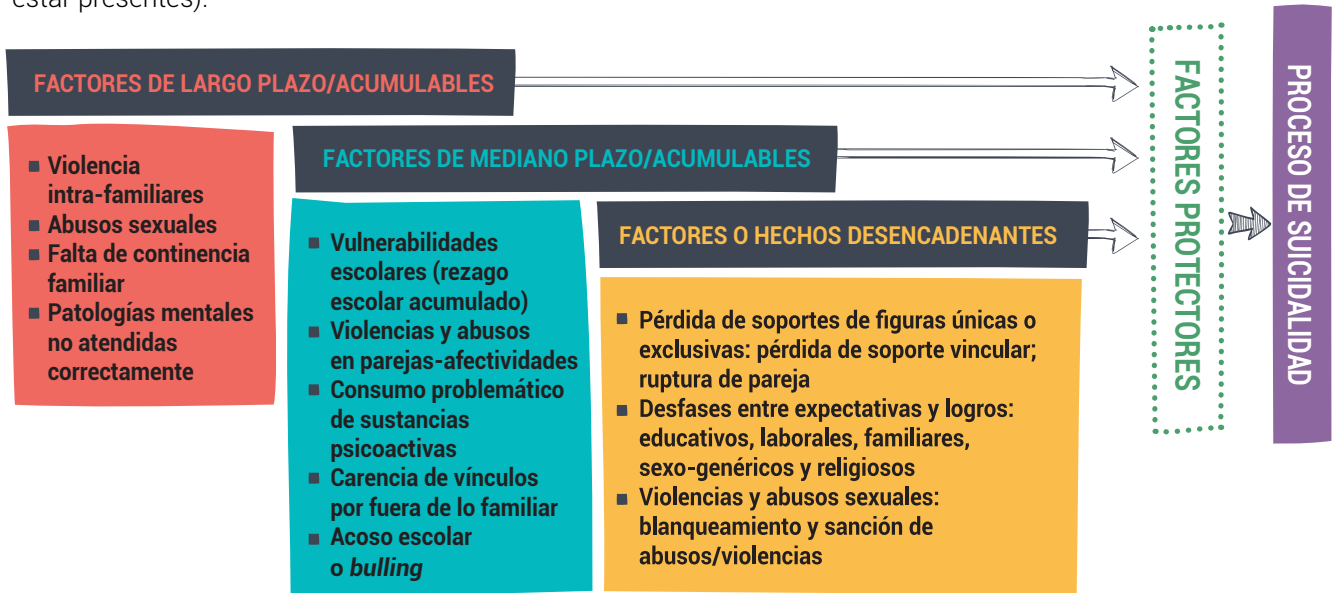 estar presentes).
FACTORES DE LARGO PLAZO/ACUMULABLES
■ Violencia
intra-familiares
■ Abusos sexuales
■ Falta de continencia
familiar
■ Patologías mentales
no atendidas
correctamente
FACTORES DE MEDIANO PLAZO/ACUMULABLES
■ Vulnerabilidades
escolares (rezago
escolar acumulado)
■ Violencias y abusos
en parejas-afectividades
■ Consumo problemático
de sustancias
psicoactivas
■ Carencia de vínculos
por fuera de lo familiar
■ Acoso escolar
o bulling
FACTORES O HECHOS DESENCADENANTES
■ Pérdida de soportes de figuras únicas o
exclusivas: pérdida de soporte vincular;
ruptura de pareja
■ Desfases entre expectativas y logros:
educativos, laborales, familiares,
sexo-genéricos y religiosos
■ Violencias y abusos sexuales:
blanqueamiento y sanción de
abusos/violencias
FACTORES PROTECTORES
PROCESO DE SUICIDALIDAD